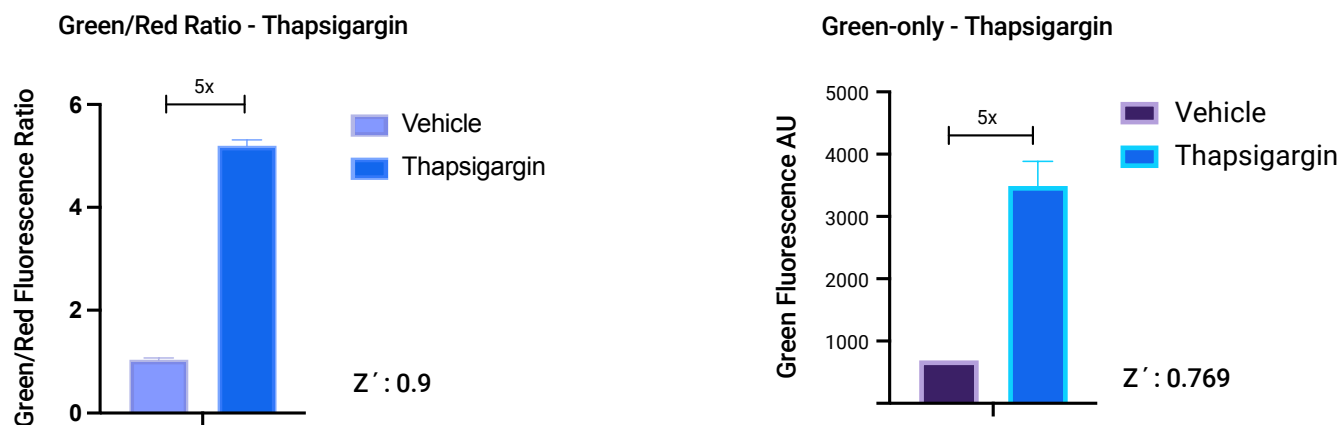 Green/Red Ratio - Thapsigargin
Green/Red Fluorescence Ratio
6
4
2
0
5x
Vehicle
Thapsigargin
Z´: 0.9
Green-only - Thapsigargin
Green Fluorescence AU
5000
4000
3000
2000
1000
5x
Vehicle
Thapsigargin
Z´: 0.769